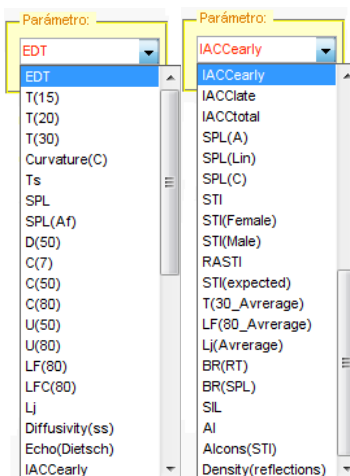 Parámetro:
EDT
EDT
T(15)
T(20)
T(30)
Curvature(C)
Ts
SPL
SPL(Af)
D(50)
C(7)
C(50)
C(80)
U(50)
U(80)
LF(80)
LFC(80)
Lj
Diffusivity(ss)
Echo(Dietsch)
IACCearly
Parámetro:
IACCearly
IACCearly
IACClate
IACCtotal
SPL(A)
SPL(Lin)
SPL(C)
STI
STI(Female)
STI(Male)
RASTI
STI(expected)
T(30_Avrerage)
LF(80_Avrerage)
Lj(Avrerage)
BR(RT)
BR(SPL)
SIL
AI
Alcons(STI)
Density(reflections)